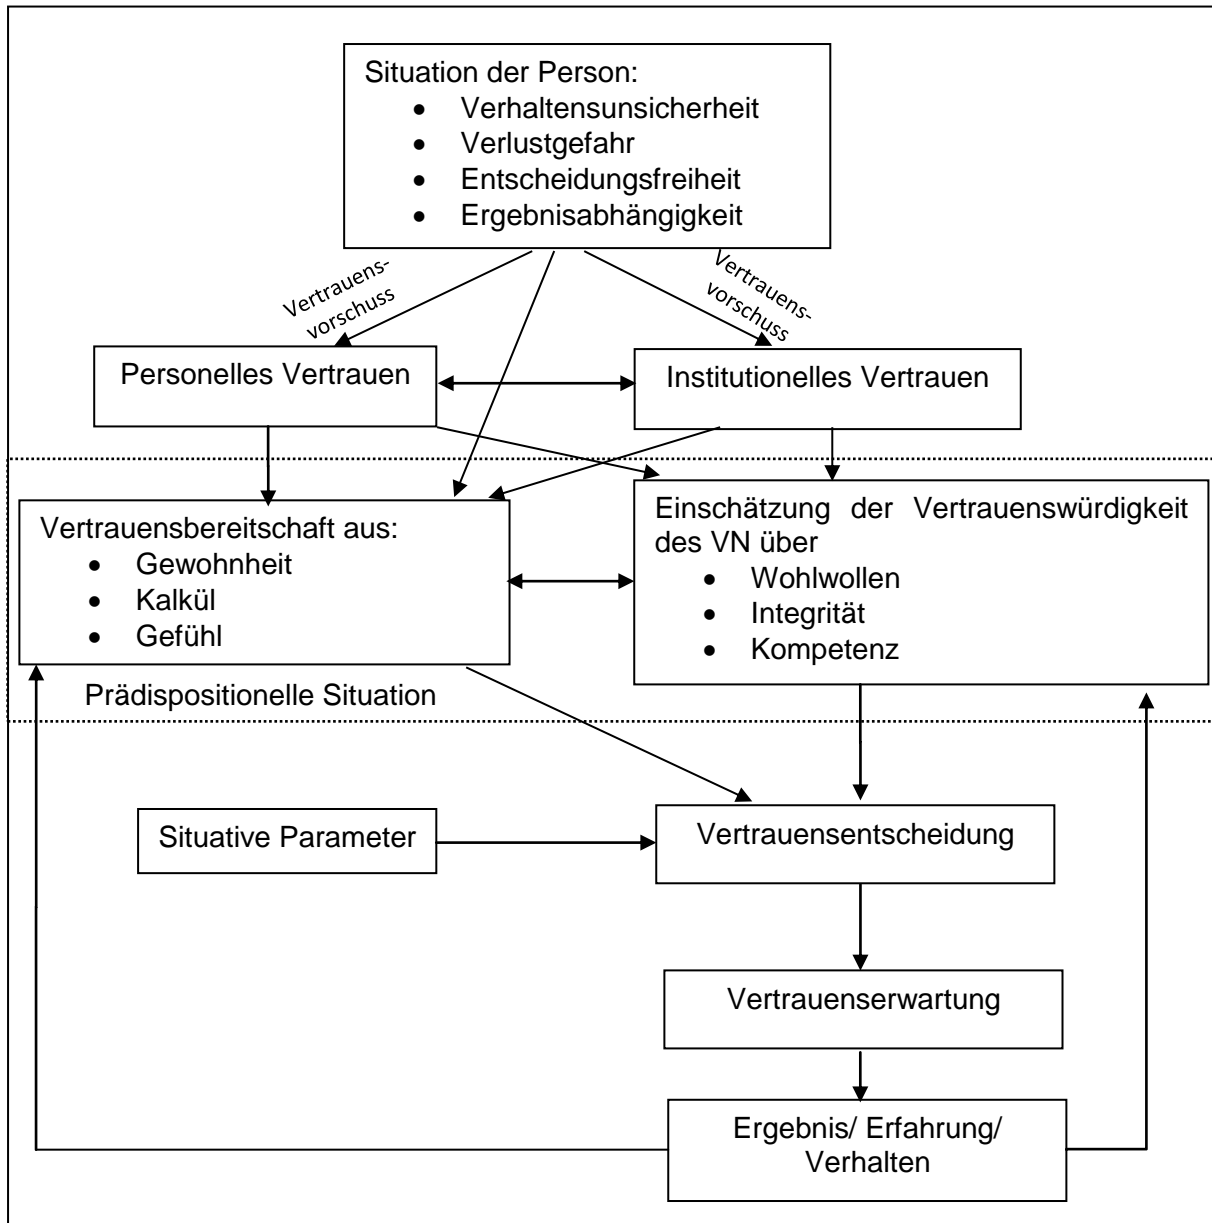 Situation der Person:
• Verhaltensunsicherheit
• Verlustgefahr
• Entscheidungsfreiheit
• Ergebnisabhängigkeit
Vertrauens-
vorschuss
Vertrauens-
vorschuss
Personelles Vertrauen
Institutionelles Vertrauen
Vertrauensbereitschaft aus:
• Gewohnheit
• Kalkül
• Gefühl
Einschätzung der Vertrauenswürdigkeit
des VN über
• Wohlwollen
• Integrität
• Kompetenz
Prädispositionelle Situation
Situative Parameter
Vertrauensentscheidung
Vertrauenserwartung
Ergebnis/ Erfahrung/
Verhalten